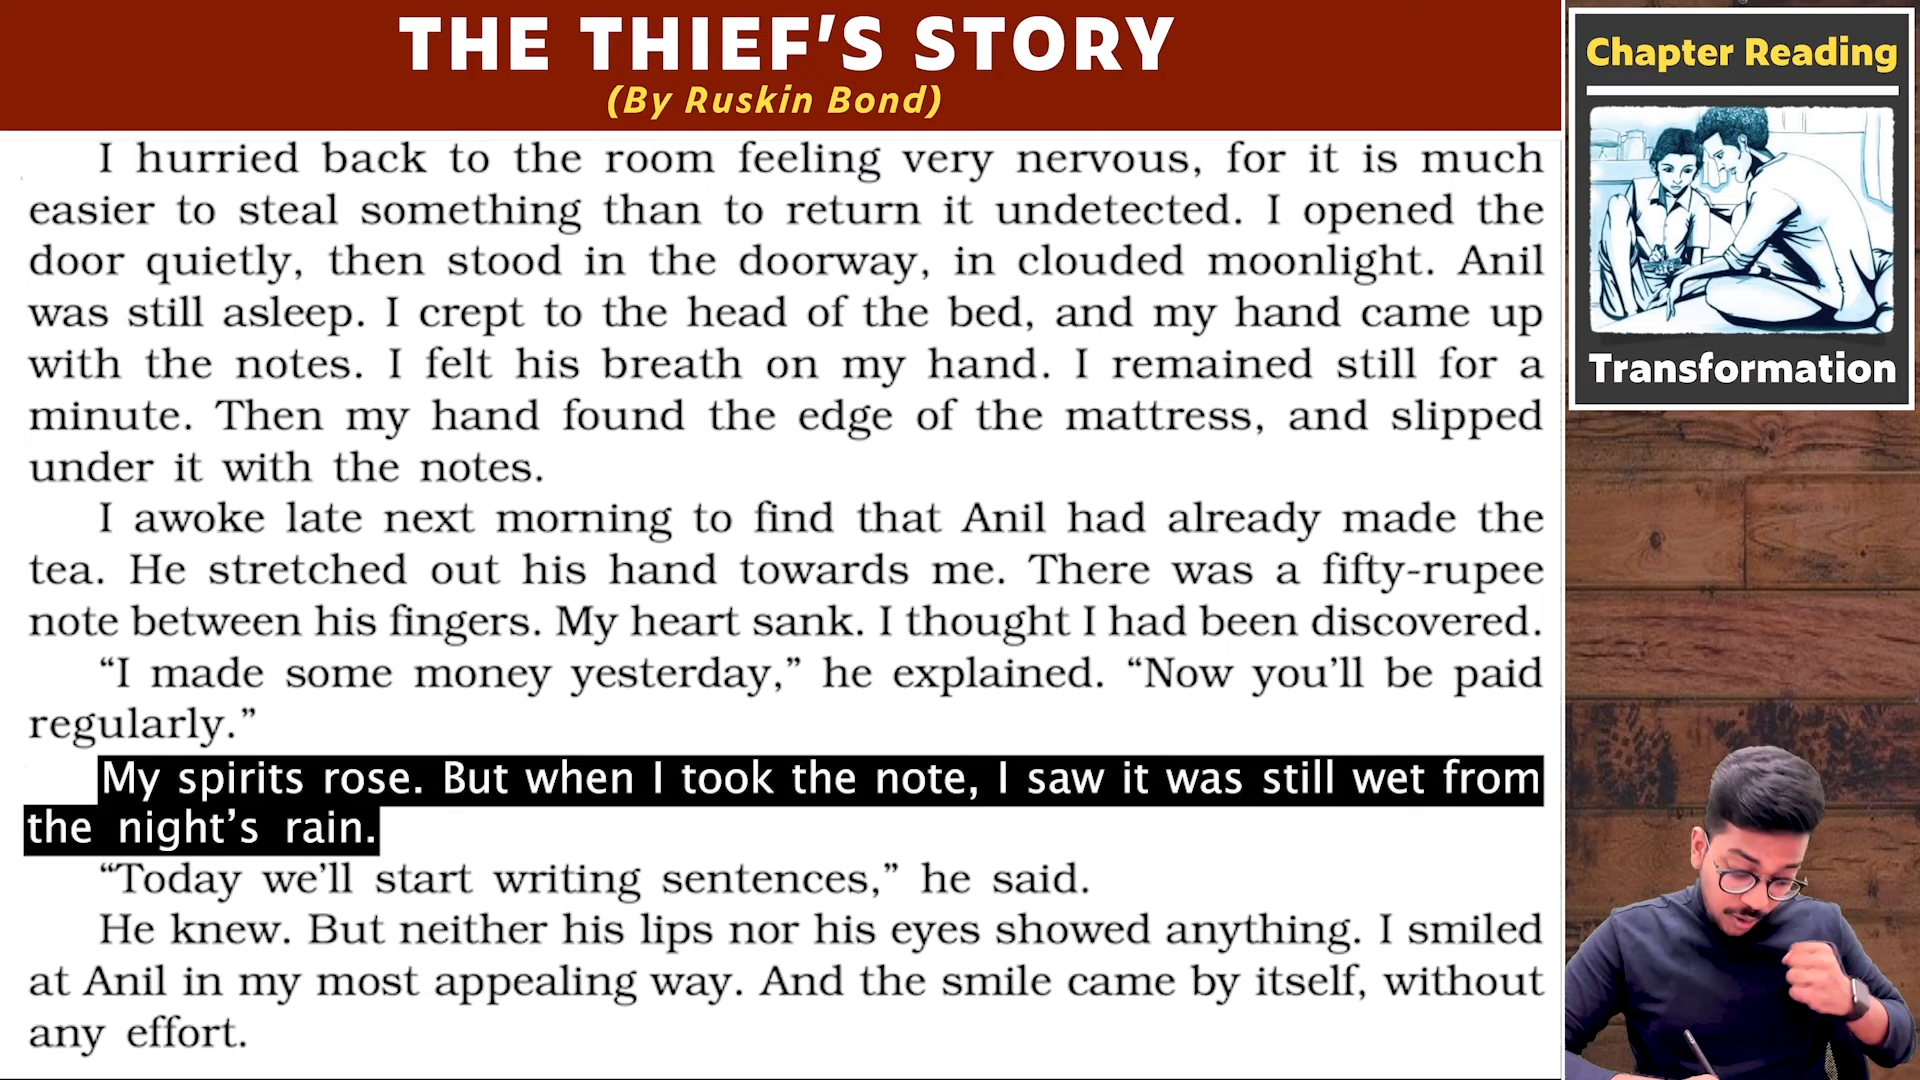 THE THIEF'S STORY
(By Ruskin Bond)
I hurried back to the room feeling very nervous, for it is much
easier to steal something than to return it undetected. I opened the
door quietly, then stood in the doorway, in clouded moonlight. Anil
was still asleep. I crept to the head of the bed, and my hand came up
with the notes. I felt his breath on my hand. I remained still for a
minute. Then my hand found the edge of the mattress, and slipped
under it with the notes.
I awoke late next morning to find that Anil had already made the
tea. He stretched out his hand towards me. There was a fifty-rupee
note between his fingers. My heart sank. I thought I had been discovered.
“I made some money yesterday,” he explained. “Now you’ll be paid
regularly.”
My spirits rose. But when I took the note, I saw it was still wet from
the night’s rain.
“Today we’ll start writing sentences,” he said.
He knew. But neither his lips nor his eyes showed anything. I smiled
at Anil in my most appealing way. And the smile came by itself, without
any effort.
Chapter Reading
Transformation